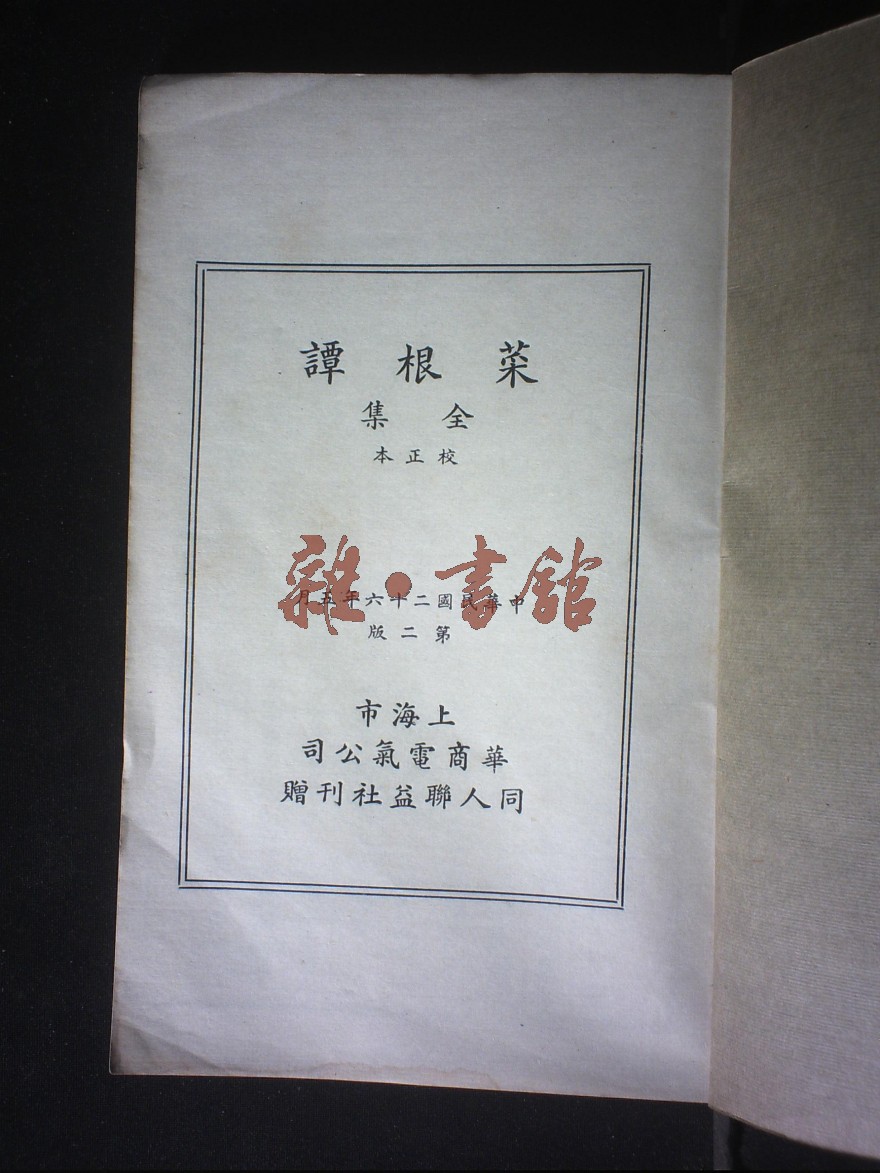 菜根譚
全集
校正本
雜·書館
中華民國二十六年五月
第二版
上海市
華商電氣公司
同人聯益社刊贈